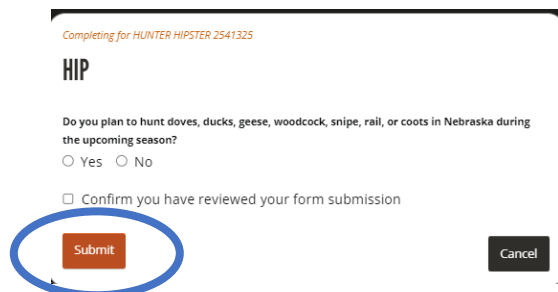 Completing for HUNTER HIPSTER 2541325
HIP
Do you plan to hunt doves, ducks, geese, woodcock, snipe, rail, or coots in Nebraska during
the upcoming season?
Yes No
Confirm you have reviewed your form submission
Submit Cancel